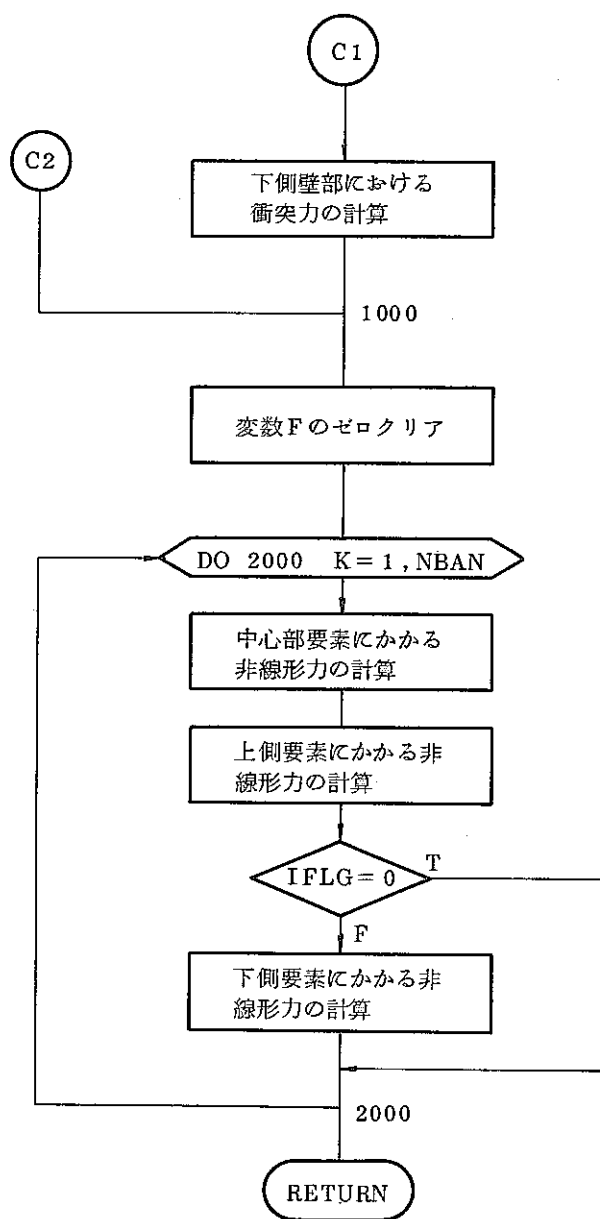 C1
C2
下側壁部における
衝突力の計算
1000
変数Fのゼロクリア
DO 2000 K=1,NBAN
中心部要素にかかる
非線形力の計算
上側要素にかかる非
線形力の計算
IFLG=0
T
F
下側要素にかかる非
線形力の計算
2000
RETURN